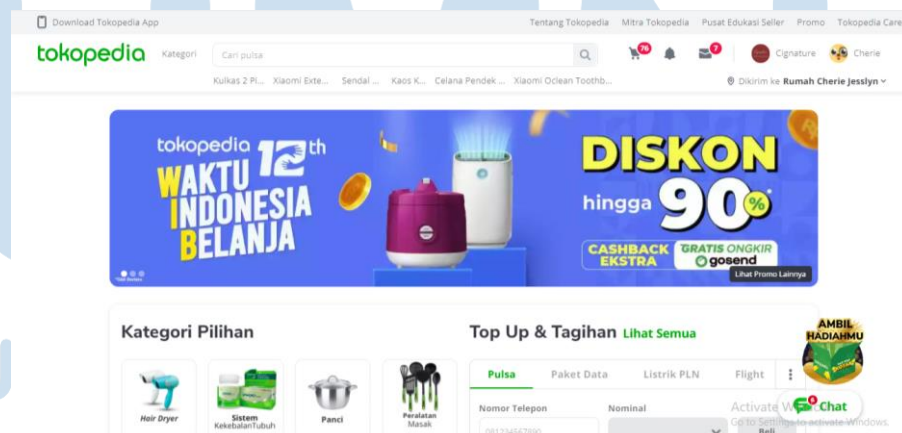 Download Tokopedia App
Tentang Tokopedia Mitra Tokopedia Pusat Edukasi Seller Promo Tokopedia Care
tokopedia Kategori Cari pulsa 76 7 Cignature Cherie
Kulkas 2 Pi... Xiaomi Exte... Sendal ... Kaos K... Celana Pendek ... Xiaomi Oclean Toothb...
Dikirim ke Rumah Cherie Jesslyn
tokopedia 12th
WAKTU
INDONESIA
BELANJA
DISKON
hingga 90%*
CASHBACK
EKSTRA
GRATIS ONGKIR
gosend
Lihat Promo Lainnya
Kategori Pilihan
Hair Dryer
Sistem
KekebalanTubuh
Panci
Peralatan
Masak
Top Up & Tagihan Lihat Semua
Pulsa Paket Data Listrik PLN Flight
Nomor Telepon Nominal
081234567890
Beli
AMBIL
HADIAHMU
6 Chat
Activate Windows
Go to Settings to activate Windows.